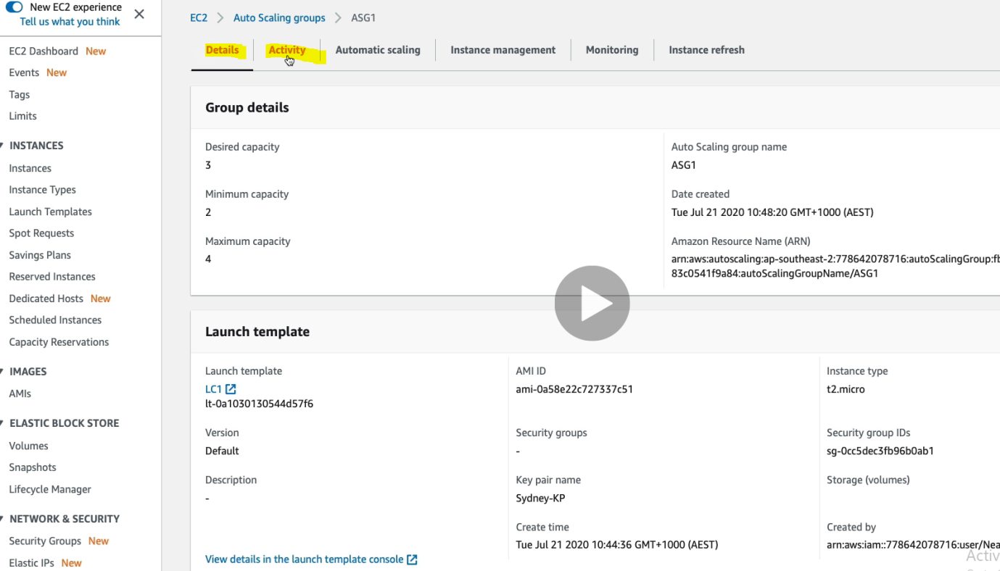 New EC2 experience
Tell us what you think
EC2 Dashboard New
Events New
Tags
Limits
INSTANCES
Instances
Instance Types
Launch Templates
Spot Requests
Savings Plans
Reserved Instances
Dedicated Hosts New
Scheduled Instances
Capacity Reservations
IMAGES
AMIs
ELASTIC BLOCK STORE
Volumes
Snapshots
Lifecycle Manager
NETWORK & SECURITY
Security Groups New
Elastic IPs New
EC2 > Auto Scaling groups > ASG1
Details Activity Automatic scaling Instance management Monitoring Instance refresh
Group details
Desired capacity
3
Minimum capacity
2
Maximum capacity
4
Auto Scaling group name
ASG1
Date created
Tue Jul 21 2020 10:48:20 GMT+1000 (AEST)
Amazon Resource Name (ARN)
arn:aws:autoscaling:ap-southeast-2:778642078716:autoScalingGroup:fb
83c0541f9a84:autoScalingGroupName/ASG1
Launch template
Launch template
LC1
lt-0a1030130544d57f6
Version
Default
Description
-
View details in the launch template console
AMI ID
ami-0a58e22c727337c51
Security groups
-
Key pair name
Sydney-KP
Create time
Tue Jul 21 2020 10:44:36 GMT+1000 (AEST)
Instance type
t2.micro
Security group IDs
sg-0cc5dec3fb96b0ab1
Storage (volumes)
Created by
arn:aws:iam::778642078716:user/Nea
Activ